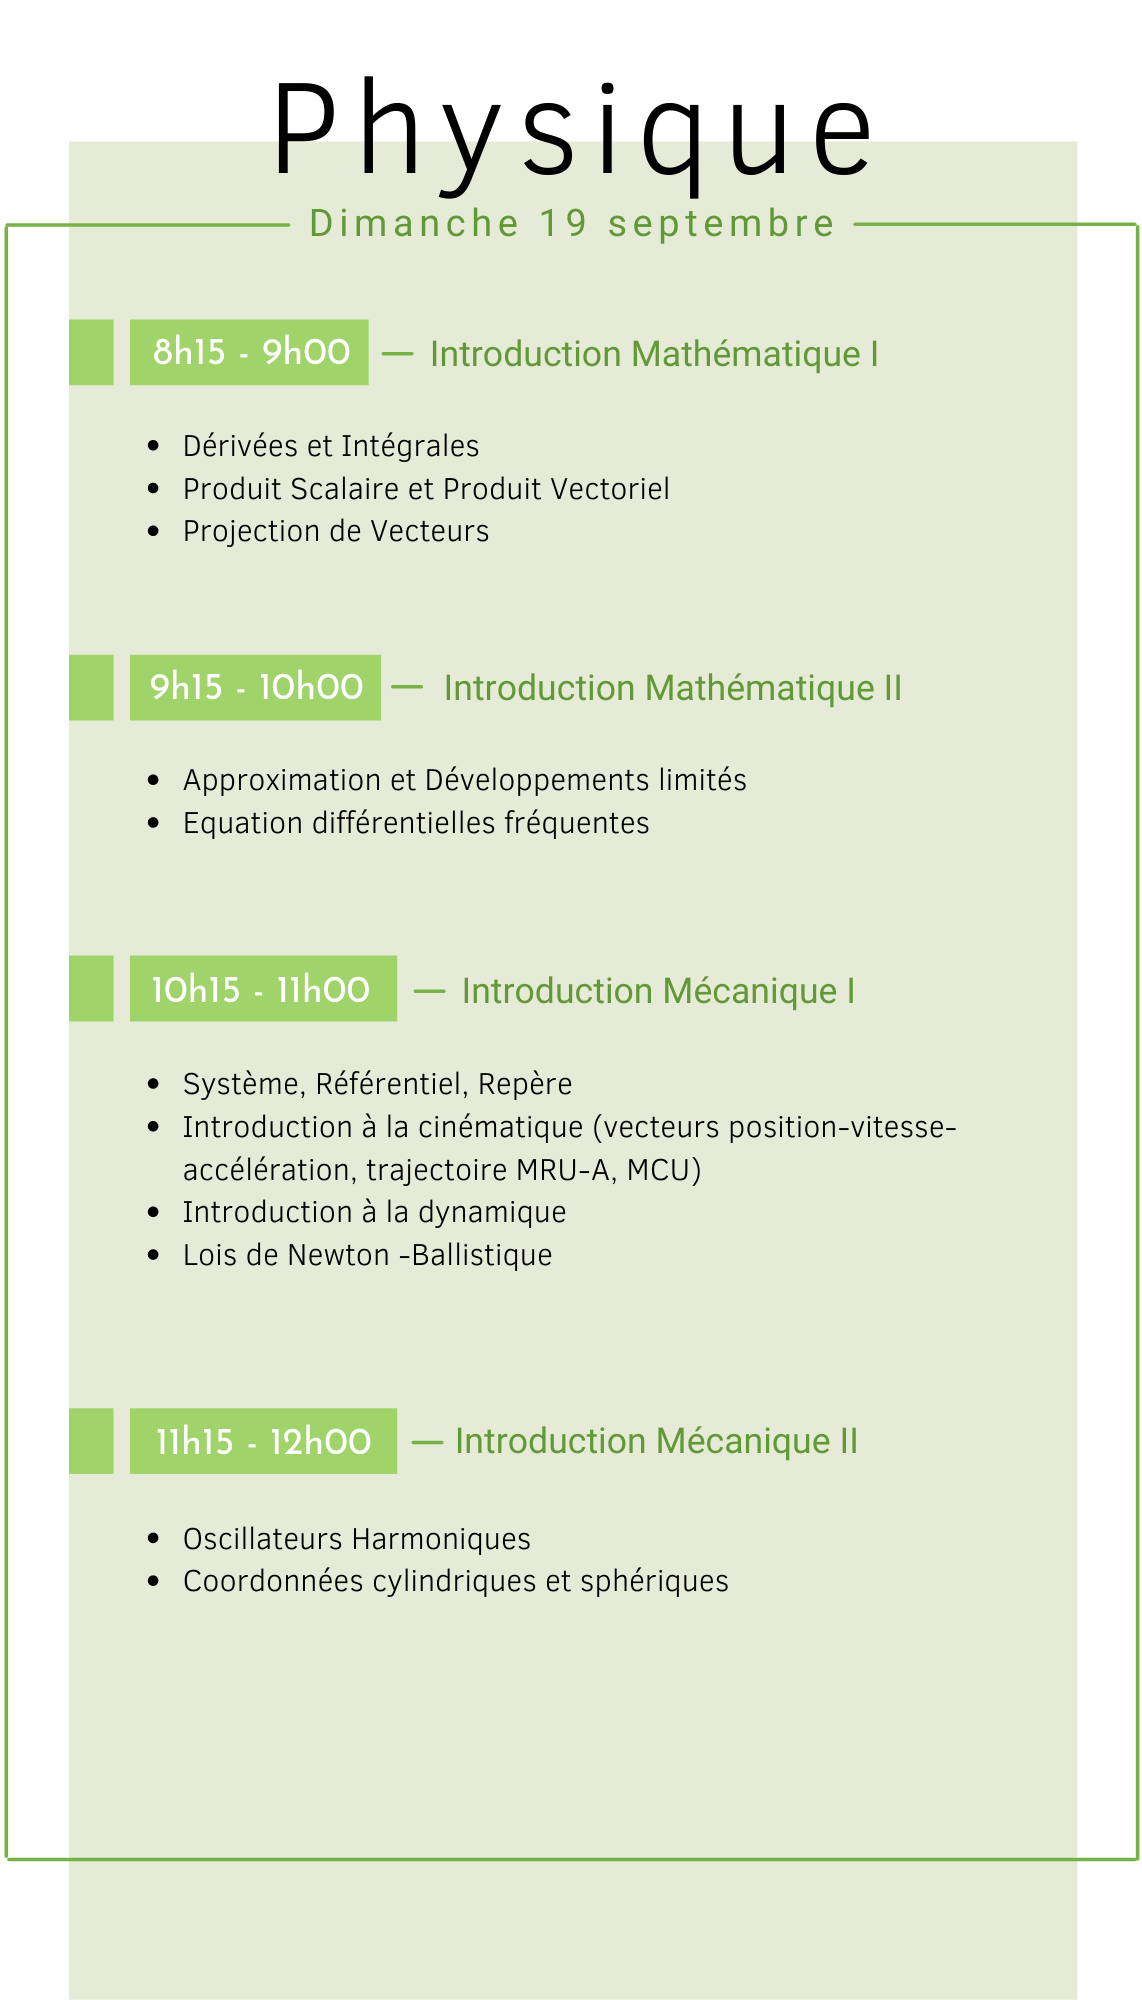 Physique
Dimanche 19 septembre
8h15 - 9h00 — Introduction Mathématique I
• Dérivées et Intégrales
• Produit Scalaire et Produit Vectoriel
• Projection de Vecteurs
9h15 - 10h00 — Introduction Mathématique II
• Approximation et Développements limités
• Equation différentielles fréquentes
10h15 - 11h00 — Introduction Mécanique I
• Système, Référentiel, Repère
• Introduction à la cinématique (vecteurs position-vitesse-
accélération, trajectoire MRU-A, MCU)
• Introduction à la dynamique
• Lois de Newton -Ballistique
11h15 - 12h00 — Introduction Mécanique II
• Oscillateurs Harmoniques
• Coordonnées cylindriques et sphériques